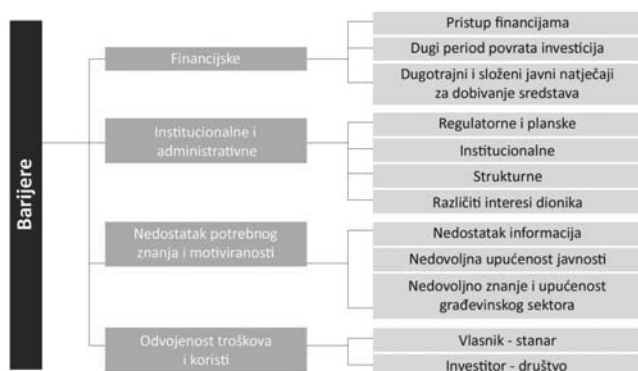 Barijere
Financijske
Pristup financijama
Dugi period povrata investicija
Dugotrajni i složeni javni natječaji
za dobivanje sredstava
Institucionalne i
administrativne
Regulatorne i planske
Institucionalne
Strukturne
Različiti interesi dionika
Nedostatak potrebnog
znanja i motiviranosti
Nedostatak informacija
Nedovoljna upućenost javnosti
Nedovoljno znanje i upućenost
građevinskog sektora
Odvojenost troškova
i koristi
Vlasnik - stanar
Investitor - društvo